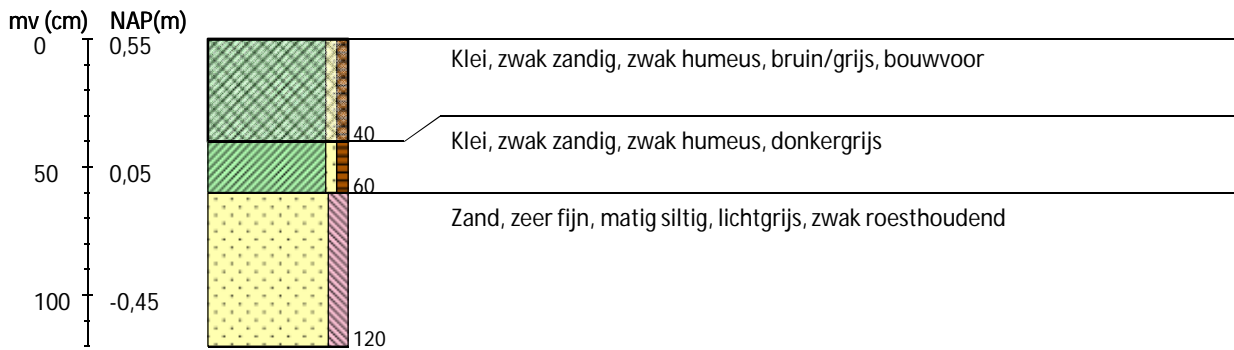 mv (cm) NAP(m)
0 0,55
Klei, zwak zandig, zwak humeus, bruin/grijs, bouwvoor
40
Klei, zwak zandig, zwak humeus, donkergrijs
50 0,05
60
Zand, zeer fijn, matig siltig, lichtgrijs, zwak roesthoudend
100 -0,45
120